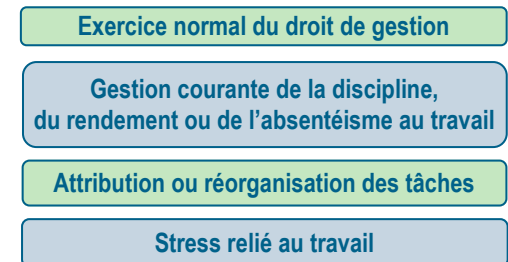 Exercice normal du droit de gestion
Gestion courante de la discipline,
du rendement ou de l’absentéisme au travail
Attribution ou réorganisation des tâches
Stress relié au travail